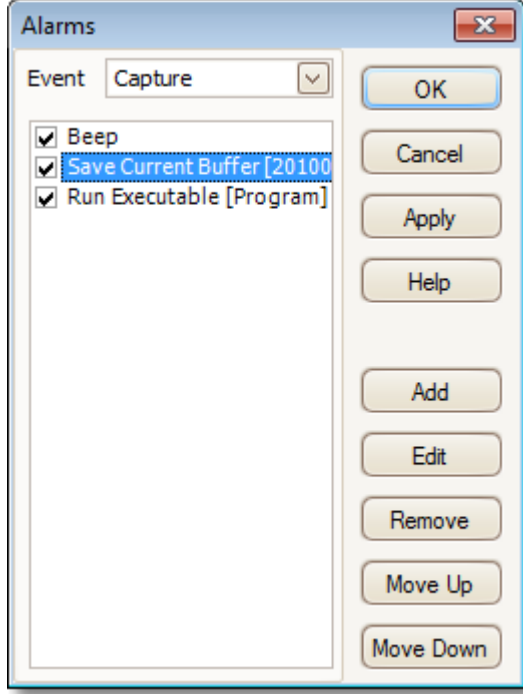 Alarms
Event Capture
Beep
Save Current Buffer [20100
Run Executable [Program]
OK
Cancel
Apply
Help
Add
Edit
Remove
Move Up
Move Down